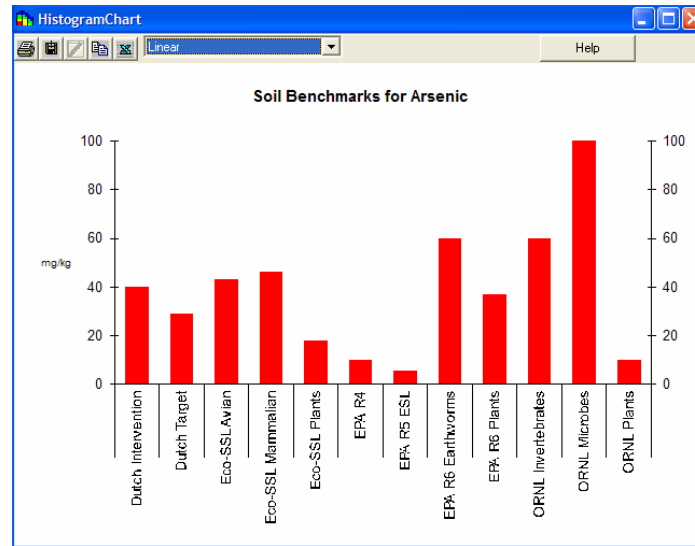 HistogramChart
Linear
Help
Soil Benchmarks for Arsenic
100
80
60
40
20
0
mg/kg
100
80
60
40
20
0
Dutch Intervention
Dutch Target
Eco-SSL Avian
Eco-SSL Mammalian
Eco-SSL Plants
EPA R4
EPA R5 ESL
EPA R6 Earthworms
EPA R6 Plants
ORNL Invertebrates
ORNL Microbes
ORNL Plants